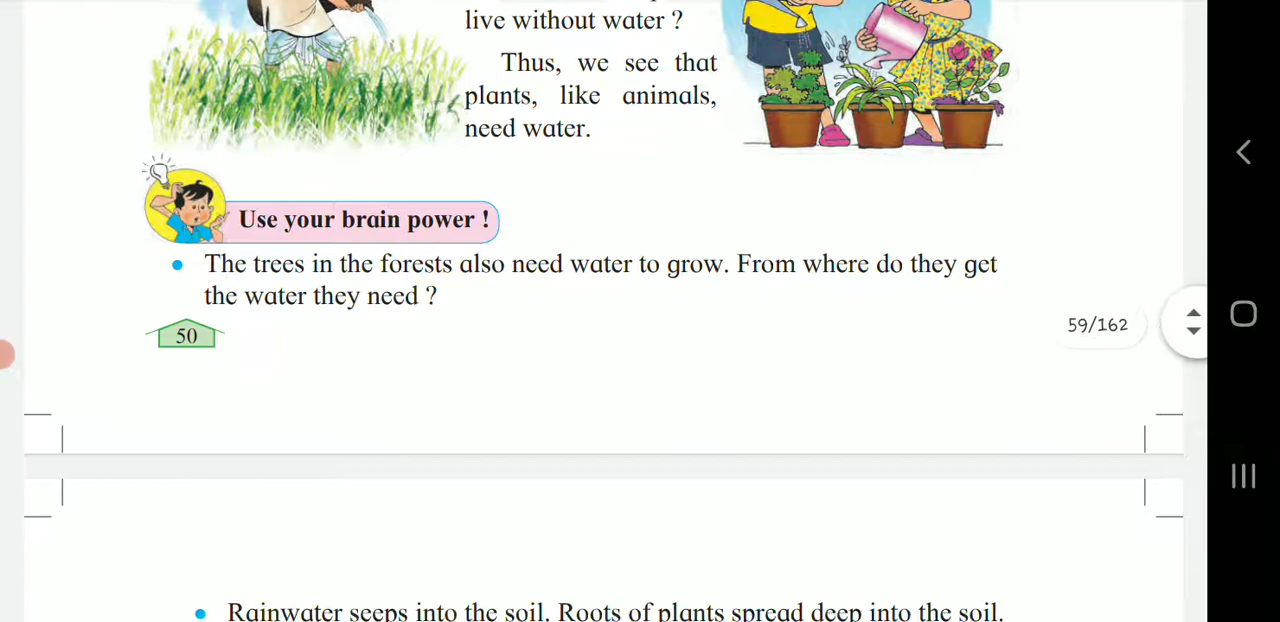 live without water ?
Thus, we see that
plants, like animals,
need water.
Use your brain power !
• The trees in the forests also need water to grow. From where do they get
the water they need ?
50
59/162
• Rainwater seeps into the soil. Roots of plants spread deep into the soil.